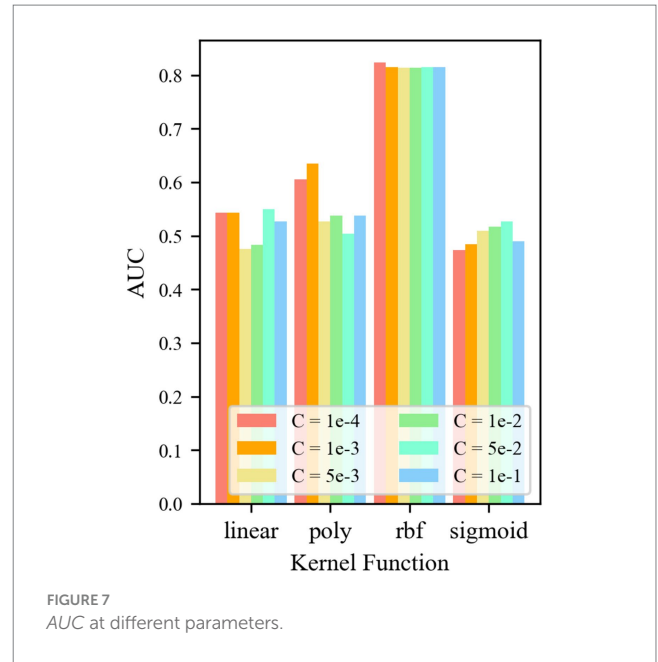 0.8
0.7
0.6
0.5
0.4
0.3
0.2
0.1
0.0
AUC
C = 1e-4
C = 1e-3
C = 5e-3
C = 1e-2
C = 5e-2
C = 1e-1
linear poly rbf sigmoid
Kernel Function
FIGURE 7
AUC at different parameters.